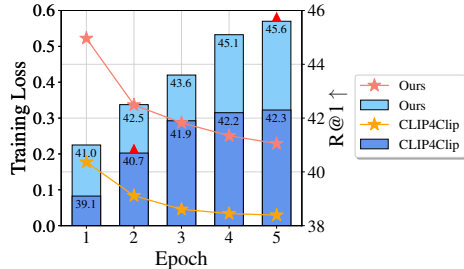 0.6
0.5
0.4
0.3
0.2
0.1
0.0
Training Loss
41.0
39.1
42.5
40.7
43.6
41.9
45.1
42.2
45.6
42.3
1 2 3 4 5
Epoch
46
44
42
40
38
R@1↑
Ours
Ours
CLIP4Clip
CLIP4Clip